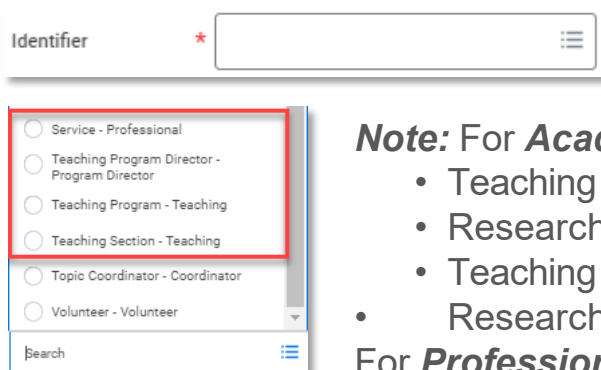 Identifier *
Service - Professional
Teaching Program Director -
Program Director
Teaching Program - Teaching
Teaching Section - Teaching
Topic Coordinator - Coordinator
Volunteer - Volunteer
Search
Note: For
• Teaching
• Research
• Teaching
• Research
For